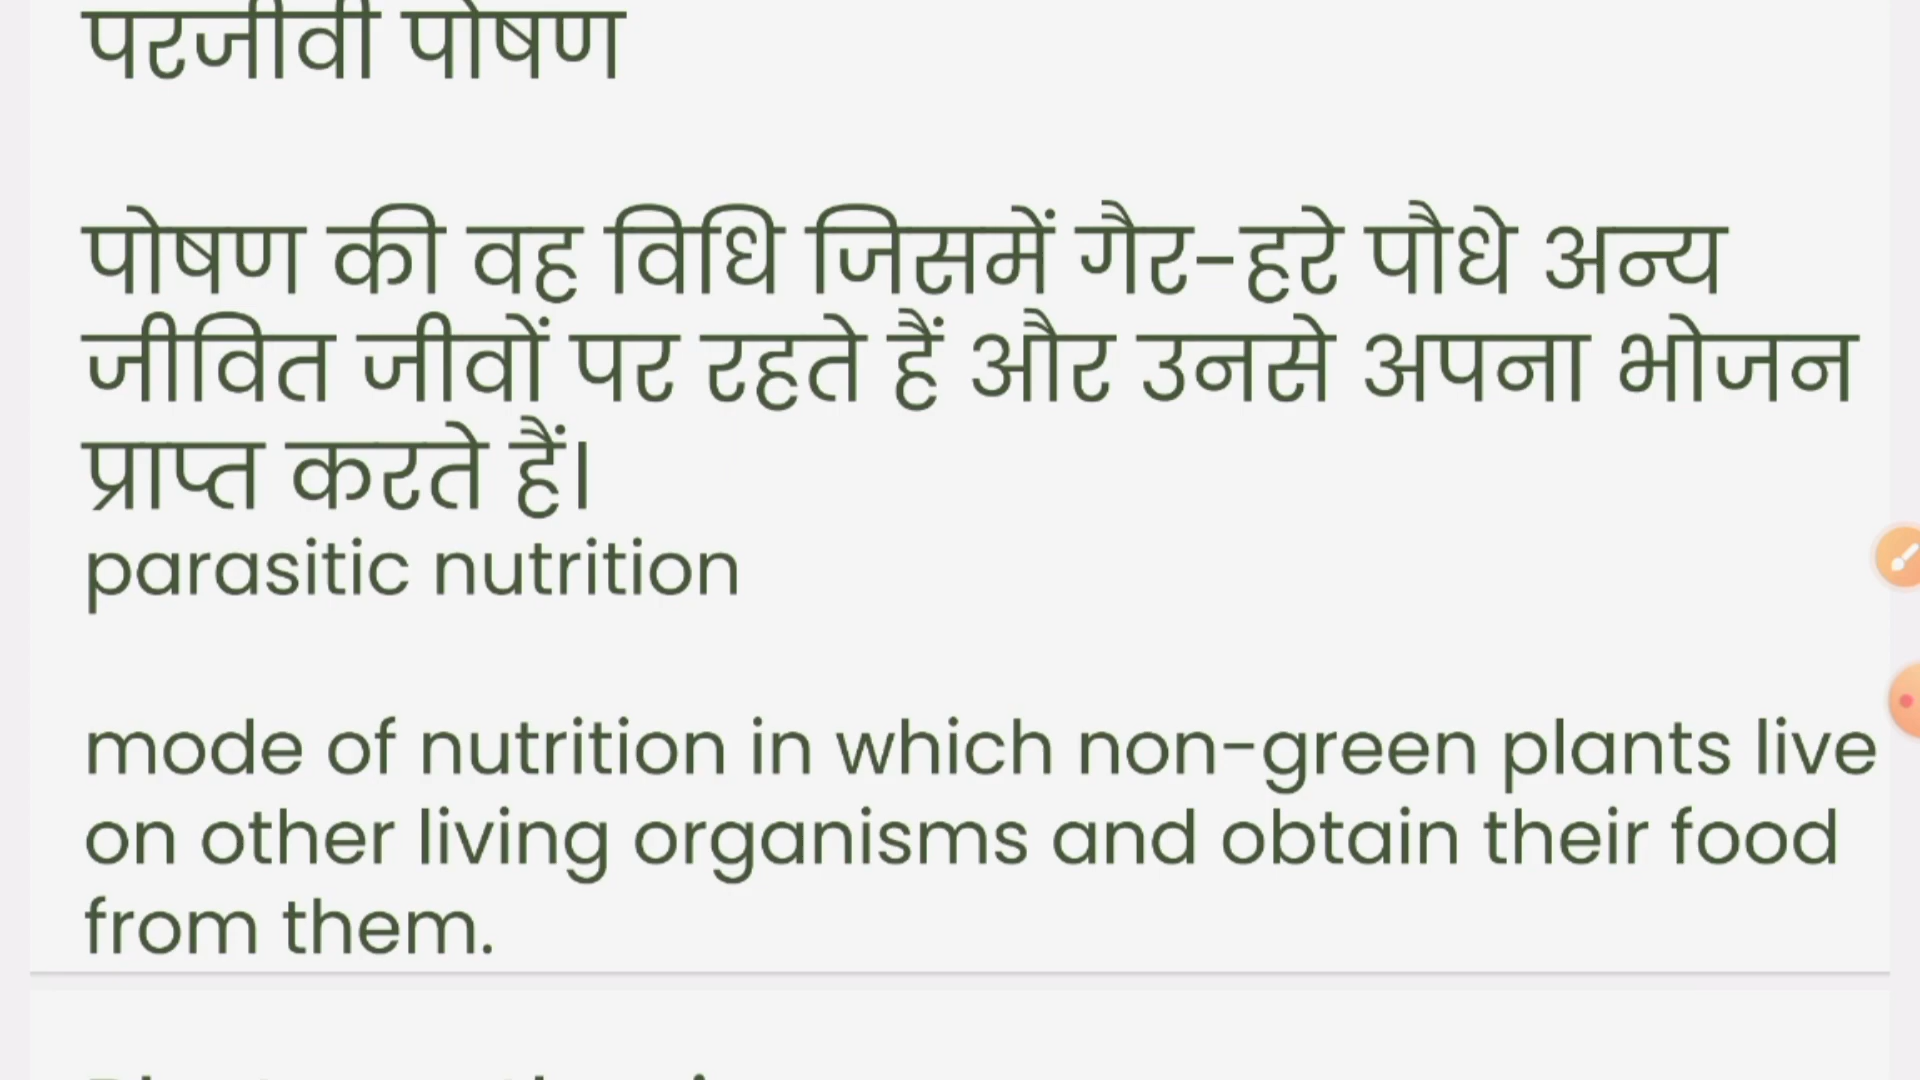 परजीवी पोषण
पोषण की वह विधि जिसमें गैर-हरे पौधे अन्य
जीवित जीवों पर रहते हैं और उनसे अपना भोजन
प्राप्त करते हैं।
parasitic nutrition
mode of nutrition in which non-green plants live
on other living organisms and obtain their food
from them.